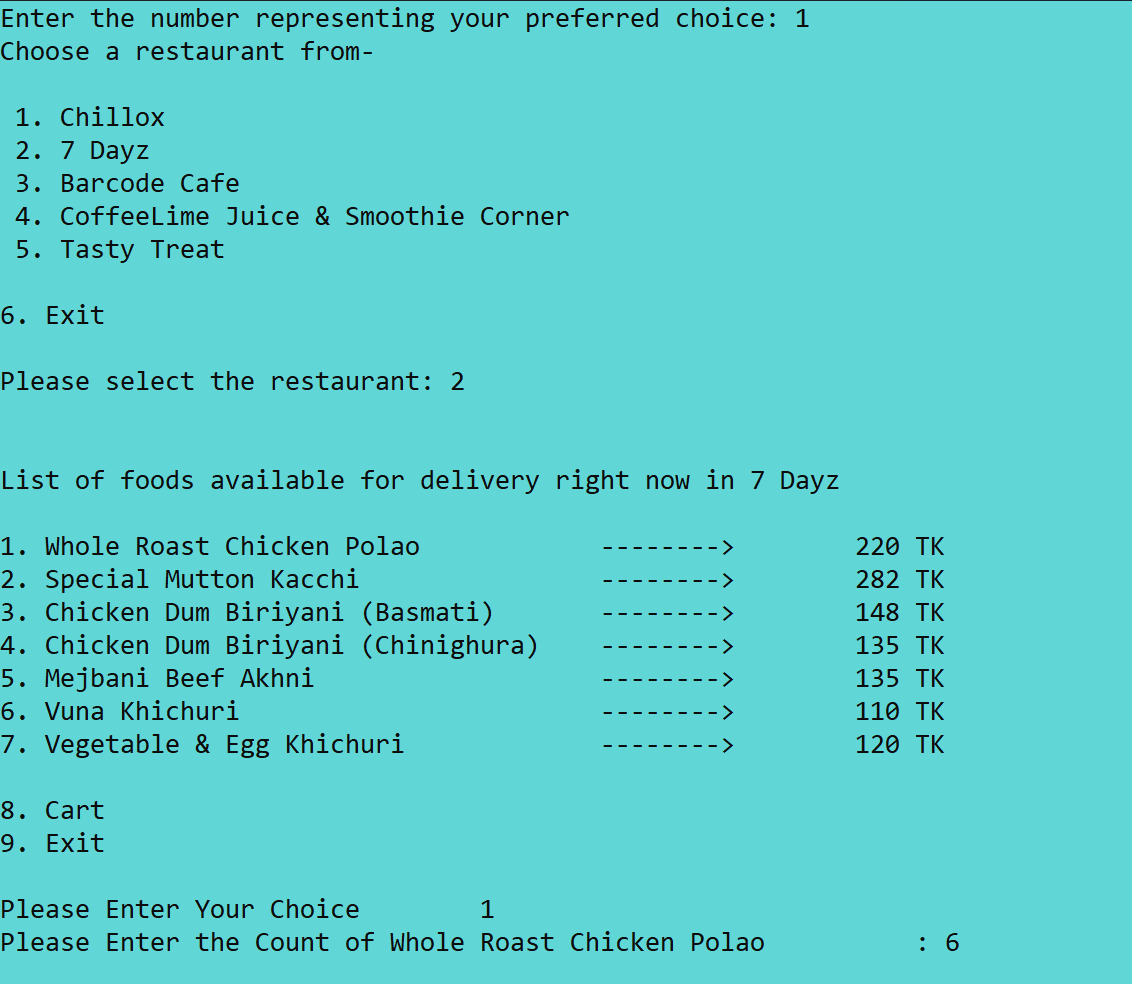 Enter the number representing your preferred choice: 1
Choose a restaurant from-
1. Chillox
2. 7 Dayz
3. Barcode Cafe
4. CoffeeLime Juice & Smoothie Corner
5. Tasty Treat
6. Exit
Please select the restaurant: 2
List of foods available for delivery right now in 7 Dayz
1. Whole Roast Chicken Polao --------> 220 TK
2. Special Mutton Kacchi --------> 282 TK
3. Chicken Dum Biriyani (Basmati) --------> 148 TK
4. Chicken Dum Biriyani (Chinighura) --------> 135 TK
5. Mejbani Beef Akhni --------> 135 TK
6. Vuna Khichuri --------> 110 TK
7. Vegetable & Egg Khichuri --------> 120 TK
8. Cart
9. Exit
Please Enter Your Choice 1
Please Enter the Count of Whole Roast Chicken Polao : 6